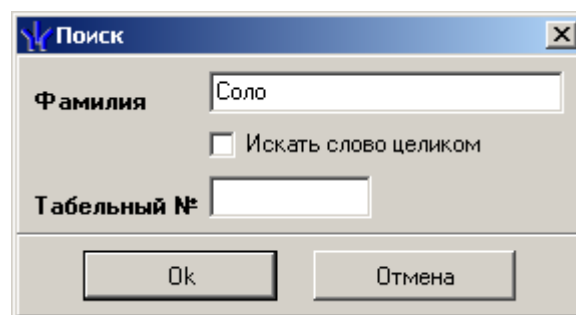 Поиск
Фамилия Соло
Искать слово целиком
Табельный №
Ok Отмена